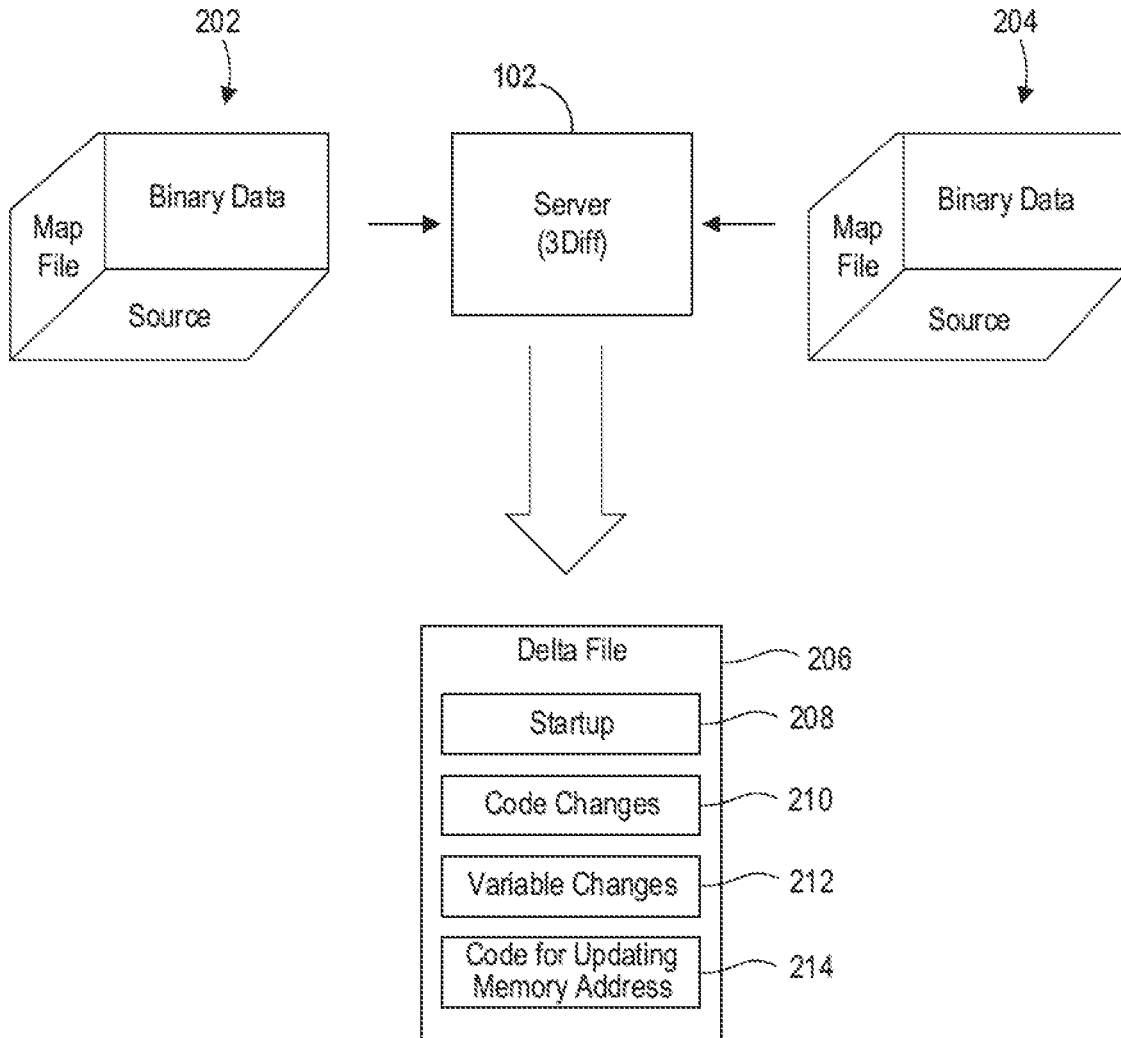 202
204
102
Binary Data
Map
File
Source
Server
(3Diff)
Binary Data
Map
File
Source
Delta File
206
Startup
208
Code Changes
210
Variable Changes
212
Code for Updating
Memory Address
214